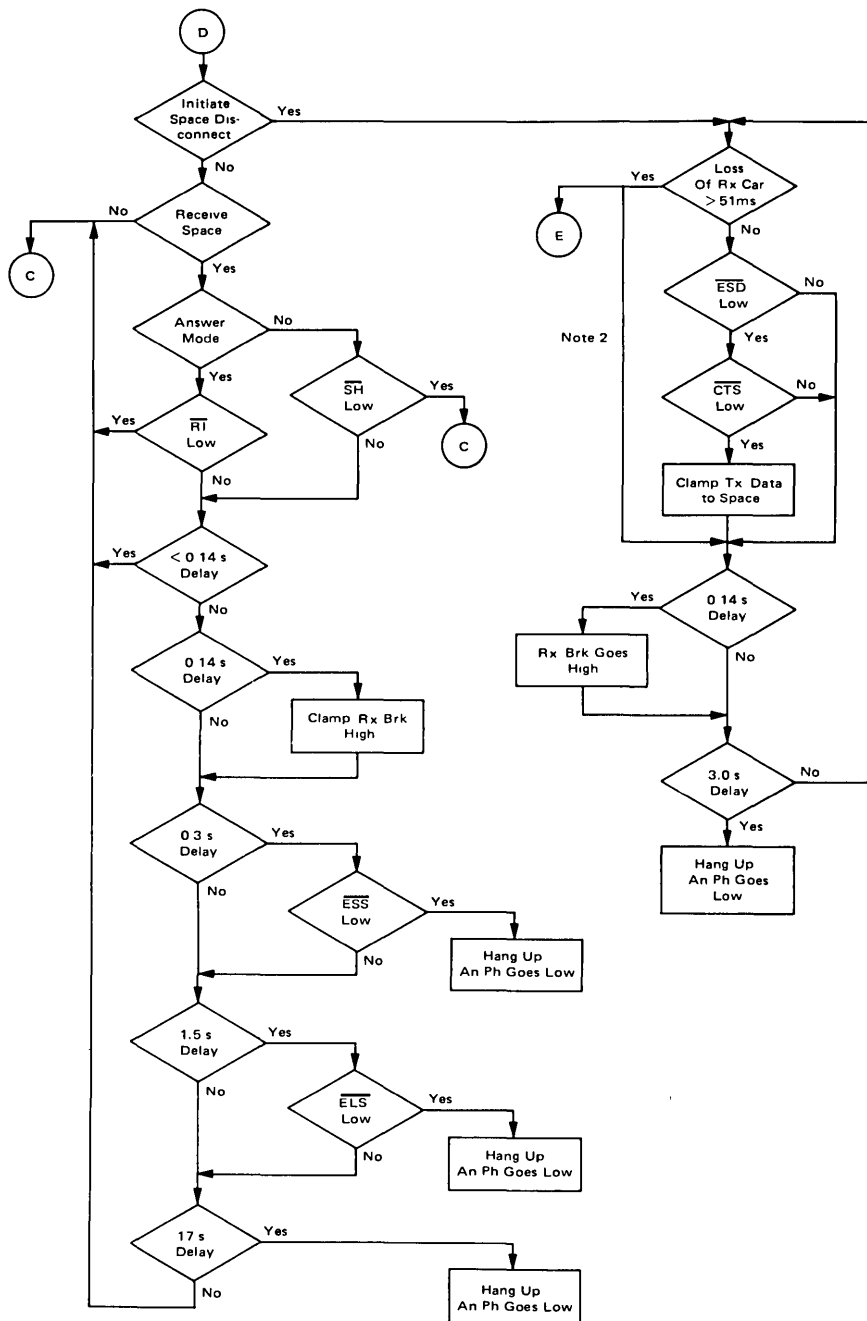 D
Initiate
Space Dis-
connect
Yes
No
Receive
Space
No
C
Yes
Answer
Mode
No
Yes
SH
Low
Yes
C
No
RI
Low
Yes
No
< 0 14 s
Delay
Yes
No
0 14 s
Delay
Yes
No
Clamp Rx Brk
High
0 3 s
Delay
Yes
No
ESS
Low
Yes
No
Hang Up
An Ph Goes Low
1.5 s
Delay
Yes
No
ELS
Low
Yes
No
Hang Up
An Ph Goes Low
17 s
Delay
Yes
No
Hang Up
An Ph Goes Low
Loss
Of Rx Car
> 51ms
Yes
E
No
Note 2
ESD
Low
No
Yes
CTS
Low
No
Yes
Clamp Tx Data
to Space
0 14 s
Delay
Yes
No
Rx Brk Goes
High
3.0 s
Delay
No
Yes
Hang Up
An Ph Goes
Low